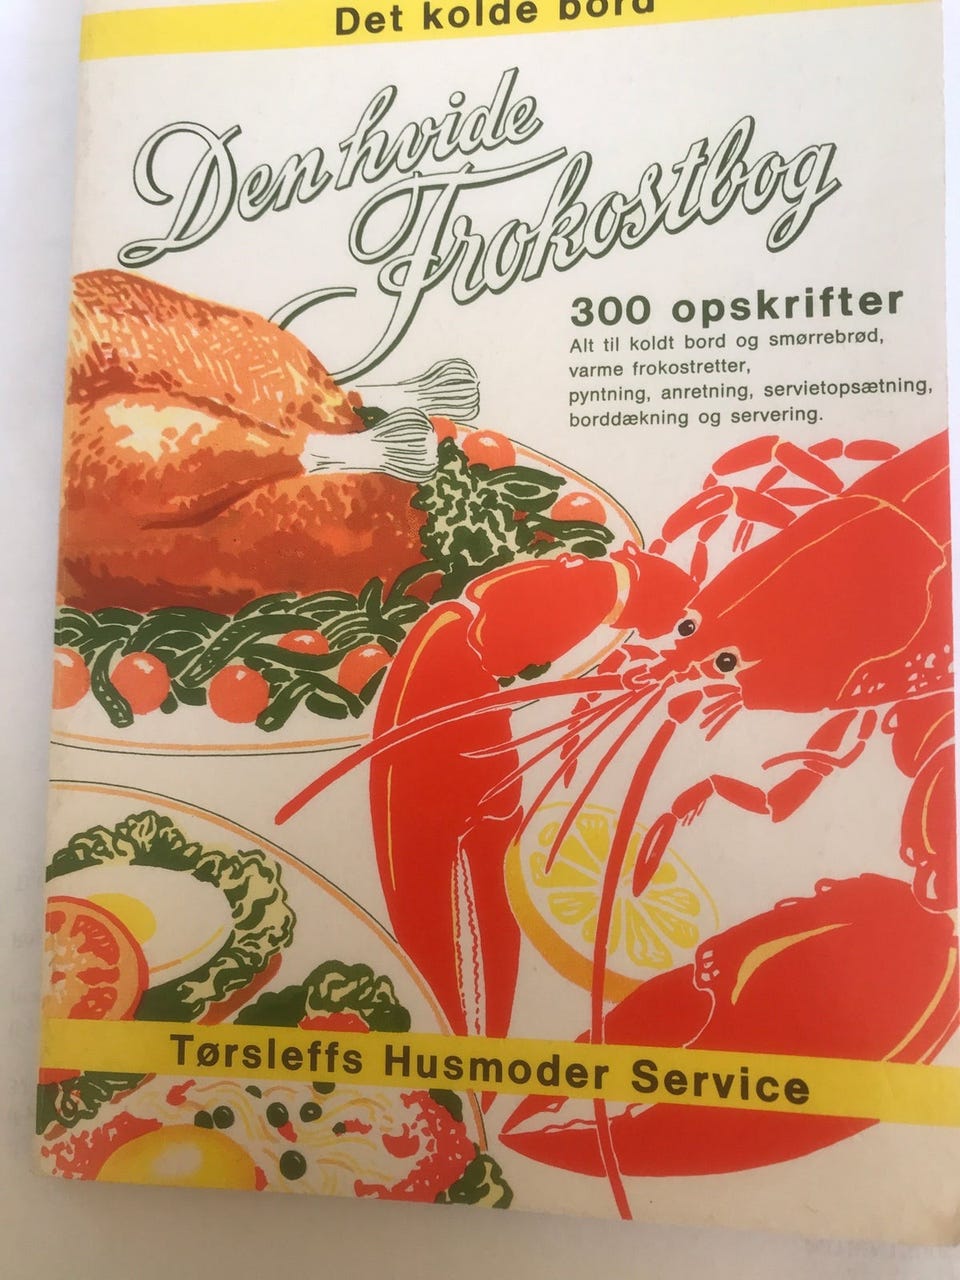 Det kolde bord
Den hvide
Frokostbog
300 opskrifter
Alt til koldt bord og smørrebrød,
varme frokostretter,
pyntning, anretning, servietopsætning,
borddækning og servering.
Tørsleffs Husmoder Service